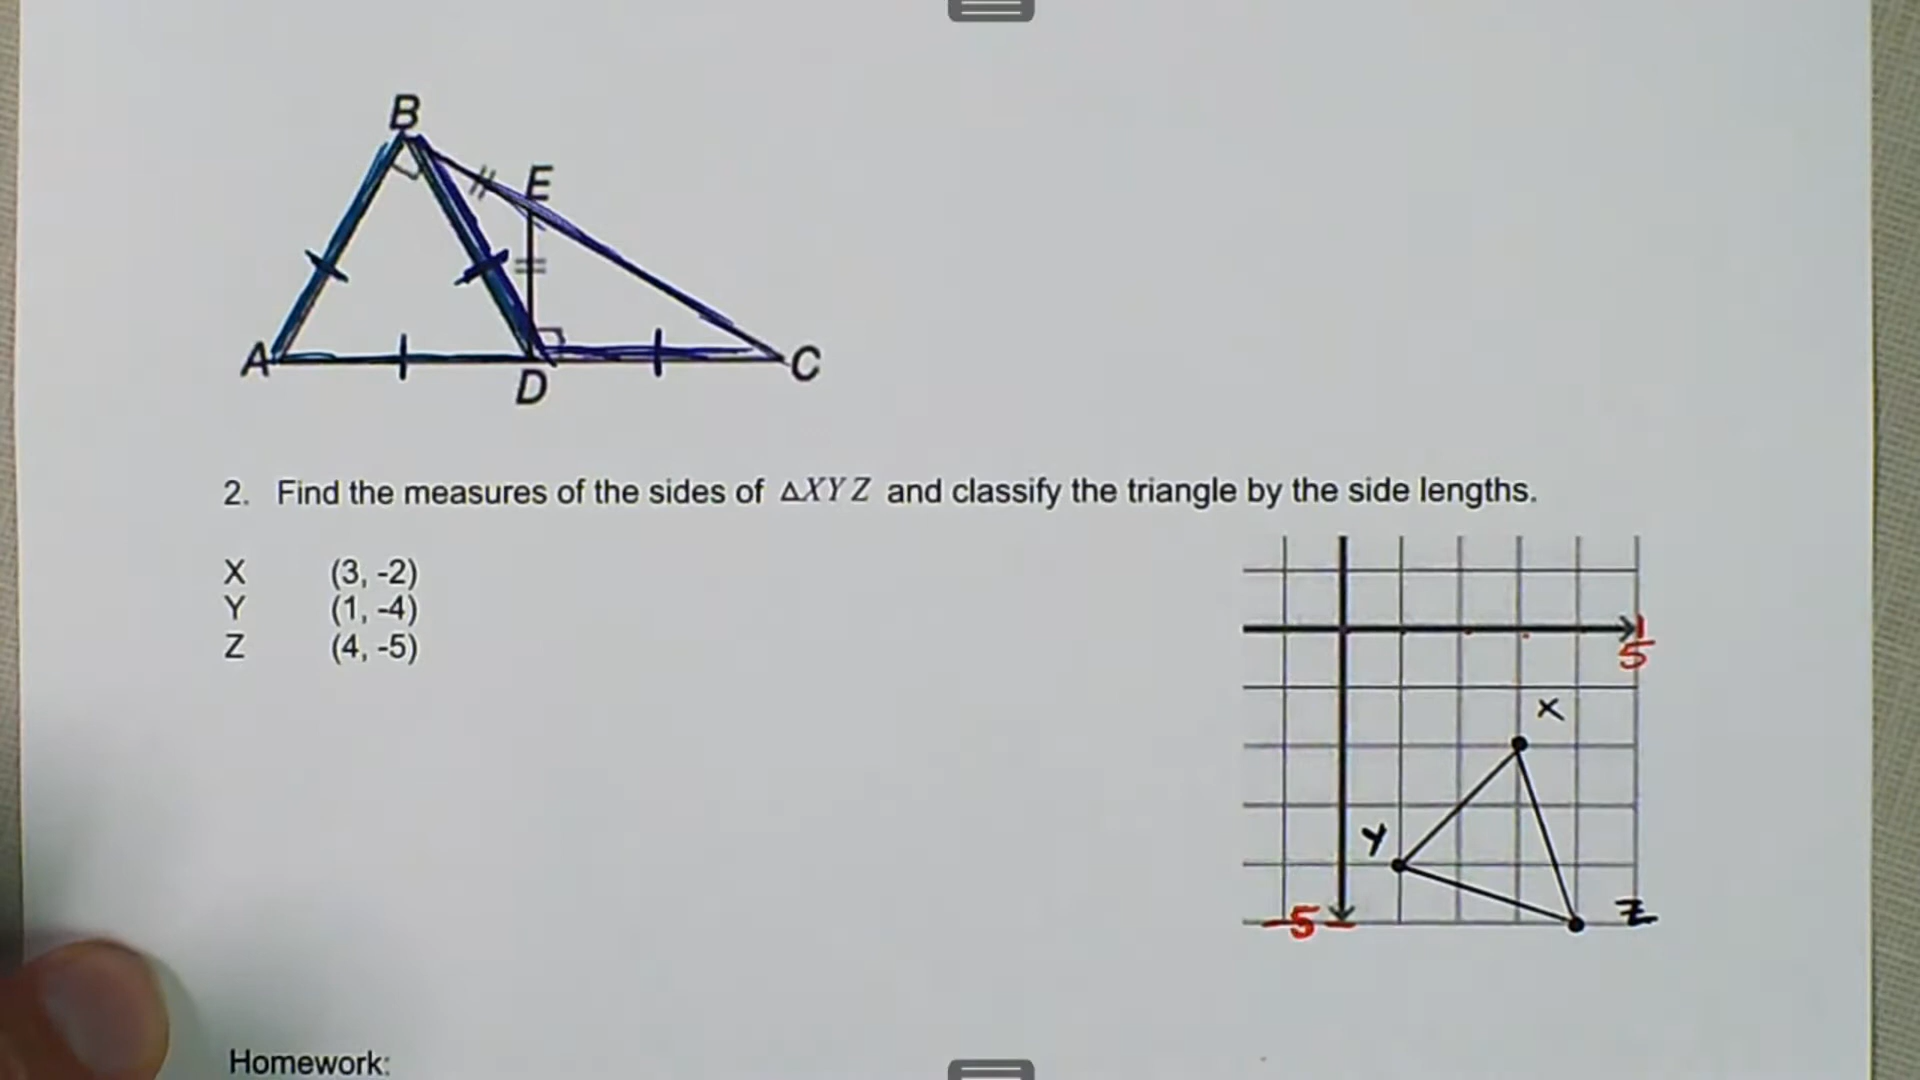 B
E
A
D
C
2. Find the measures of the sides of △XYZ and classify the triangle by the side lengths.
X (3, -2)
Y (1, -4)
Z (4, -5)
5
X
Y
-5
Z
Homework: